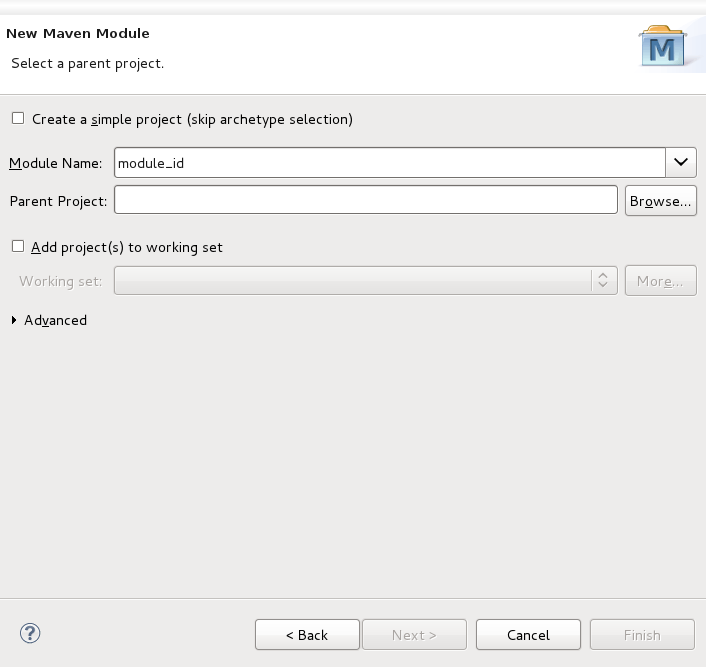 New Maven Module
Select a parent project.
M
Create a simple project (skip archetype selection)
Module Name: module_id
Parent Project: Browse...
Add project(s) to working set
Working set: More...
Advanced
? < Back Next > Cancel Finish